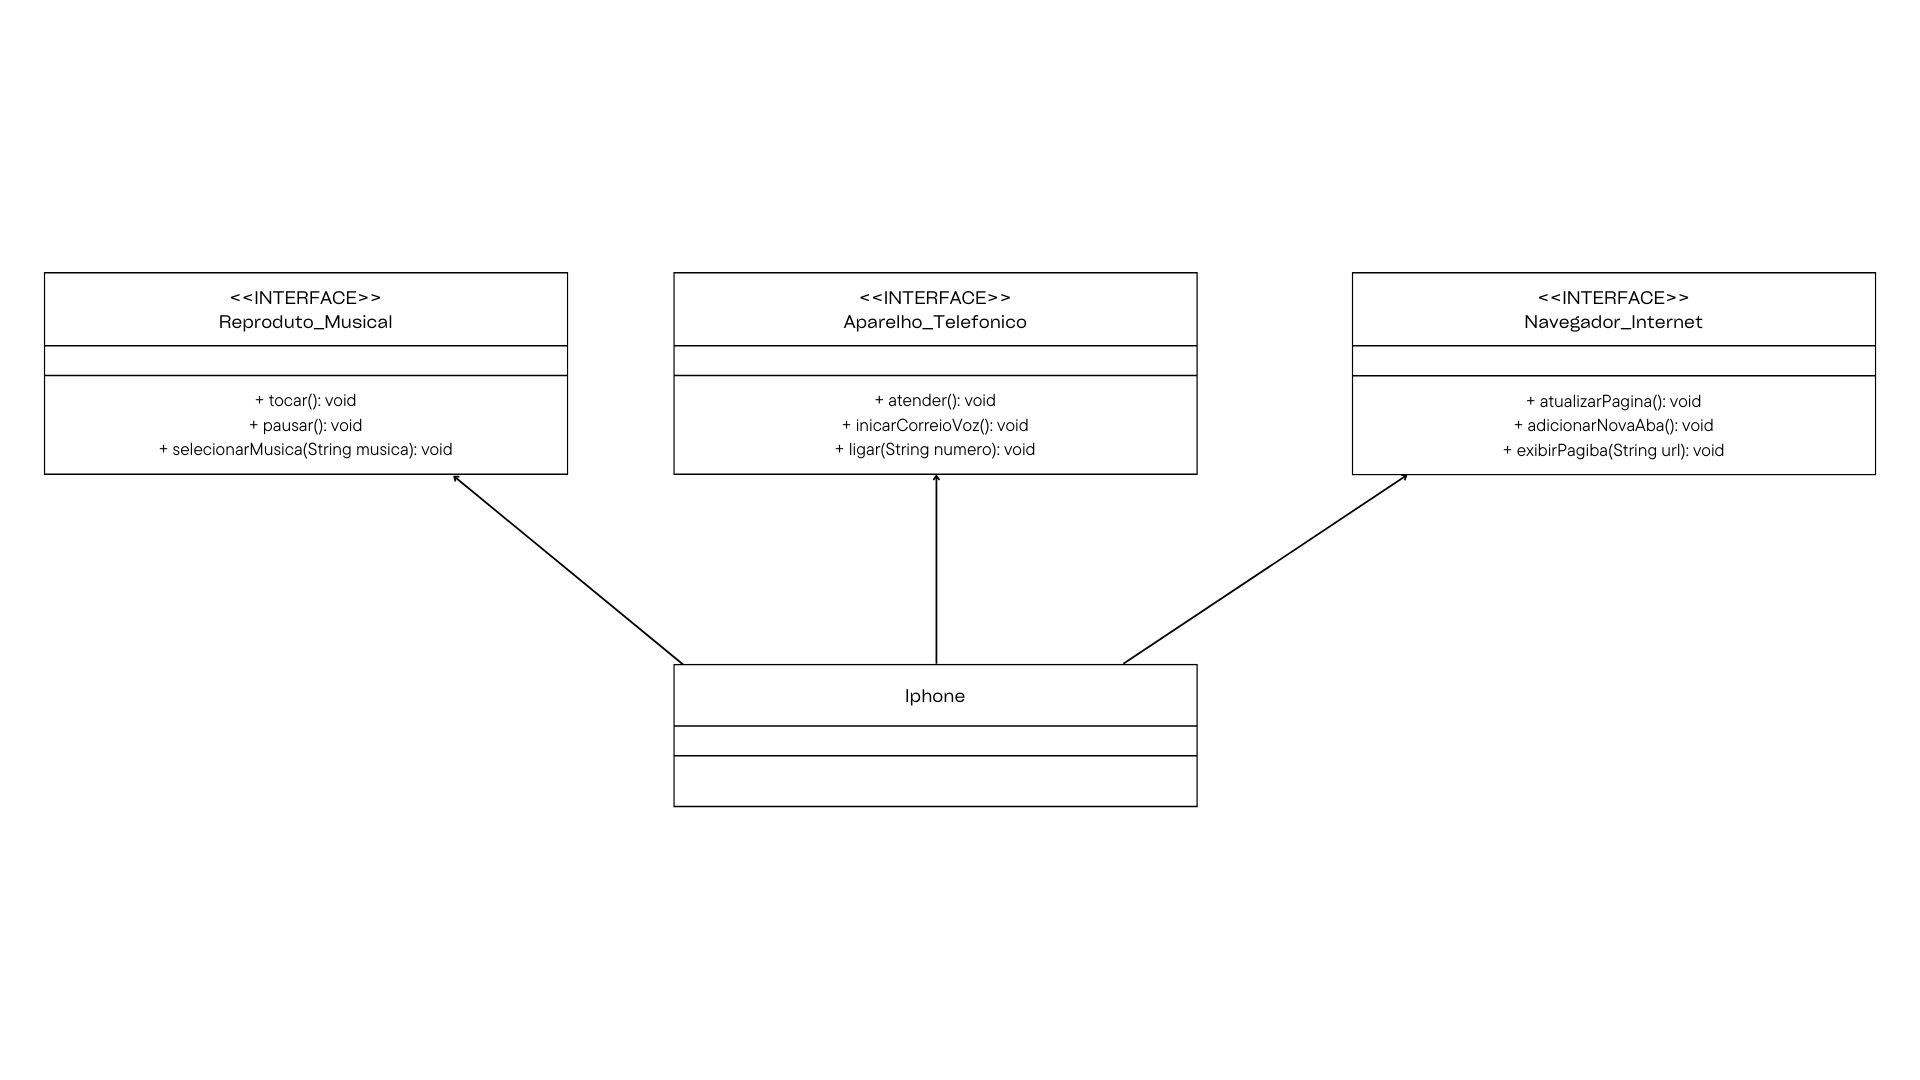 <<INTERFACE>>
Reproduto_Musical
+ tocar(): void
+ pausar(): void
+ selecionarMusica(String musica): void
<<INTERFACE>>
Aparelho_Telefonico
+ atender(): void
+ inicarCorreioVoz(): void
+ ligar(String numero): void
<<INTERFACE>>
Navegador_Internet
+ atualizarPagina(): void
+ adicionarNovaAba(): void
+ exibirPagiba(String url): void
Iphone